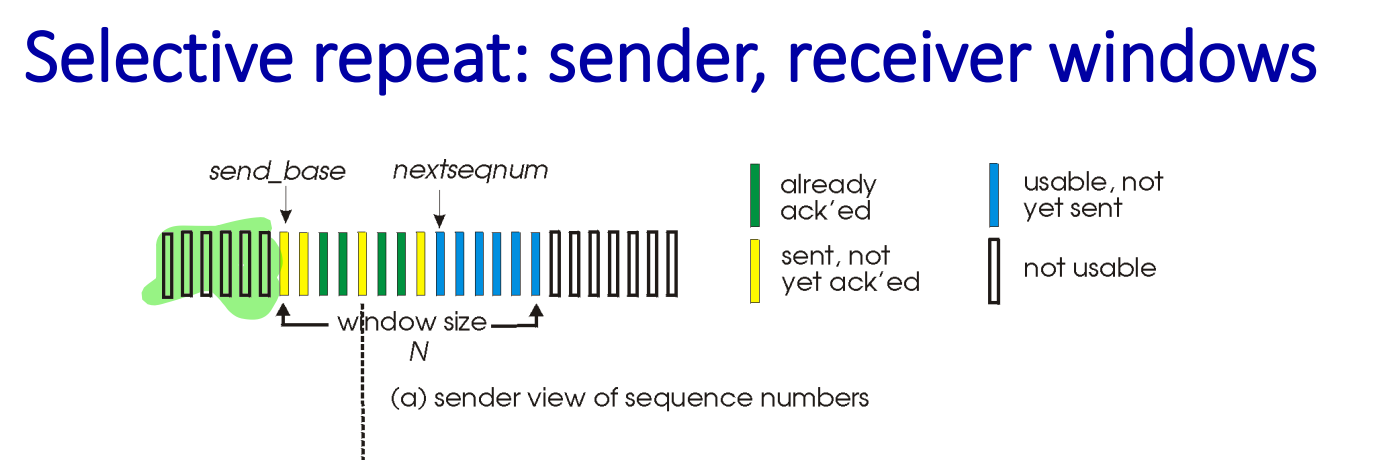 Selective repeat: sender, receiver windows
send_base
nextseqnum
already
ack'ed
usable, not
yet sent
sent, not
yet ack'ed
not usable
window size
N
(a) sender view of sequence numbers